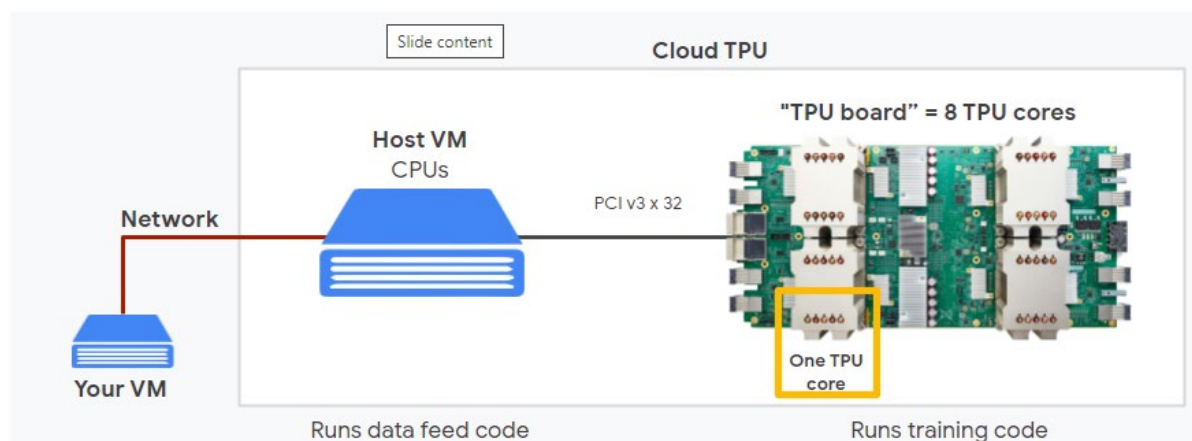 Slide content
Cloud TPU
"TPU board” = 8 TPU cores
Host VM
CPUs
PCI v3 x 32
Network
One TPU
core
Your VM
Runs data feed code
Runs training code